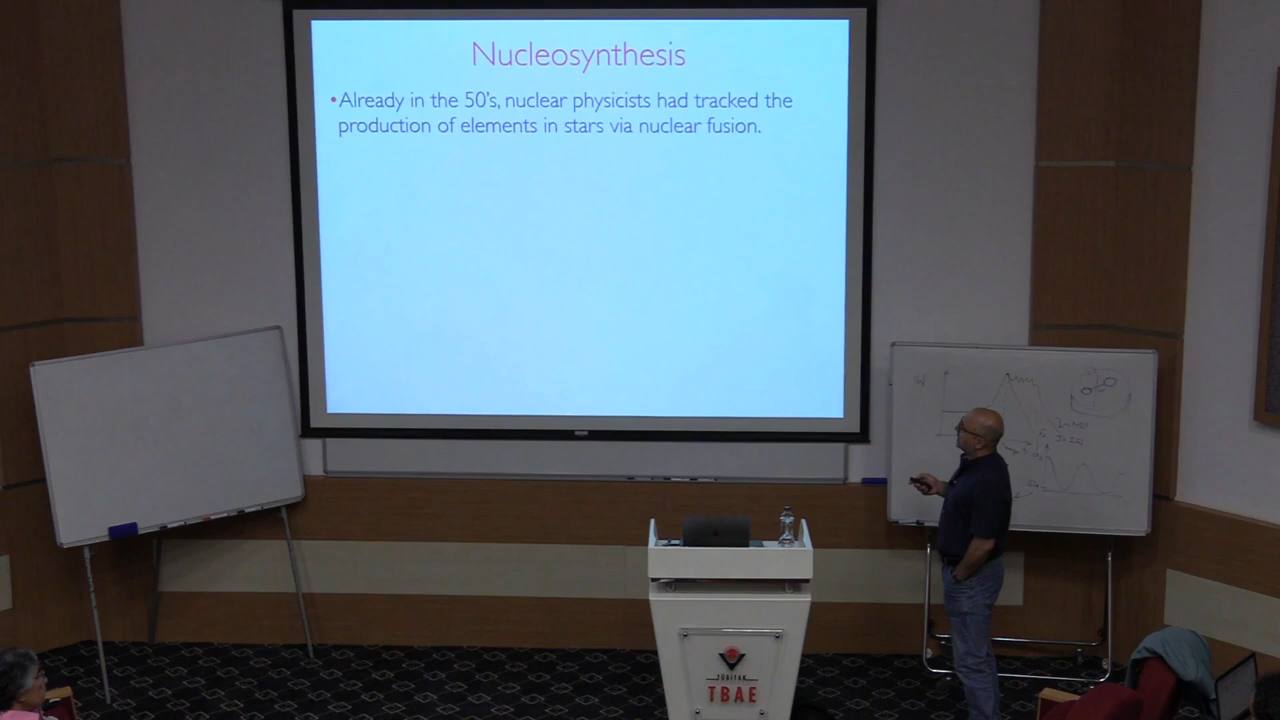 Nucleosynthesis
•Already in the 50's, nuclear physicists had tracked the
production of elements in stars via nuclear fusion.
TÜBİTAK
TBAE